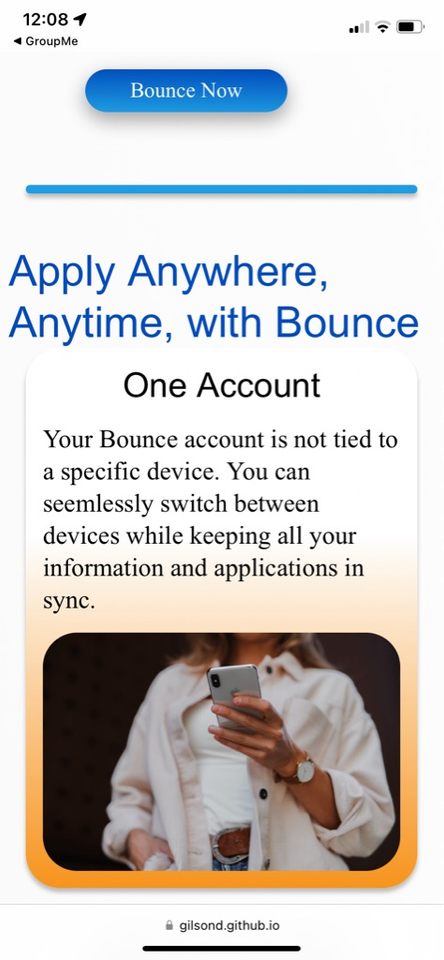 12:08
GroupMe
Bounce Now
Apply Anywhere,
Anytime, with Bounce
One Account
Your Bounce account is not tied to
a specific device. You can
seemlessly switch between
devices while keeping all your
information and applications in
sync.
gilsond.github.io